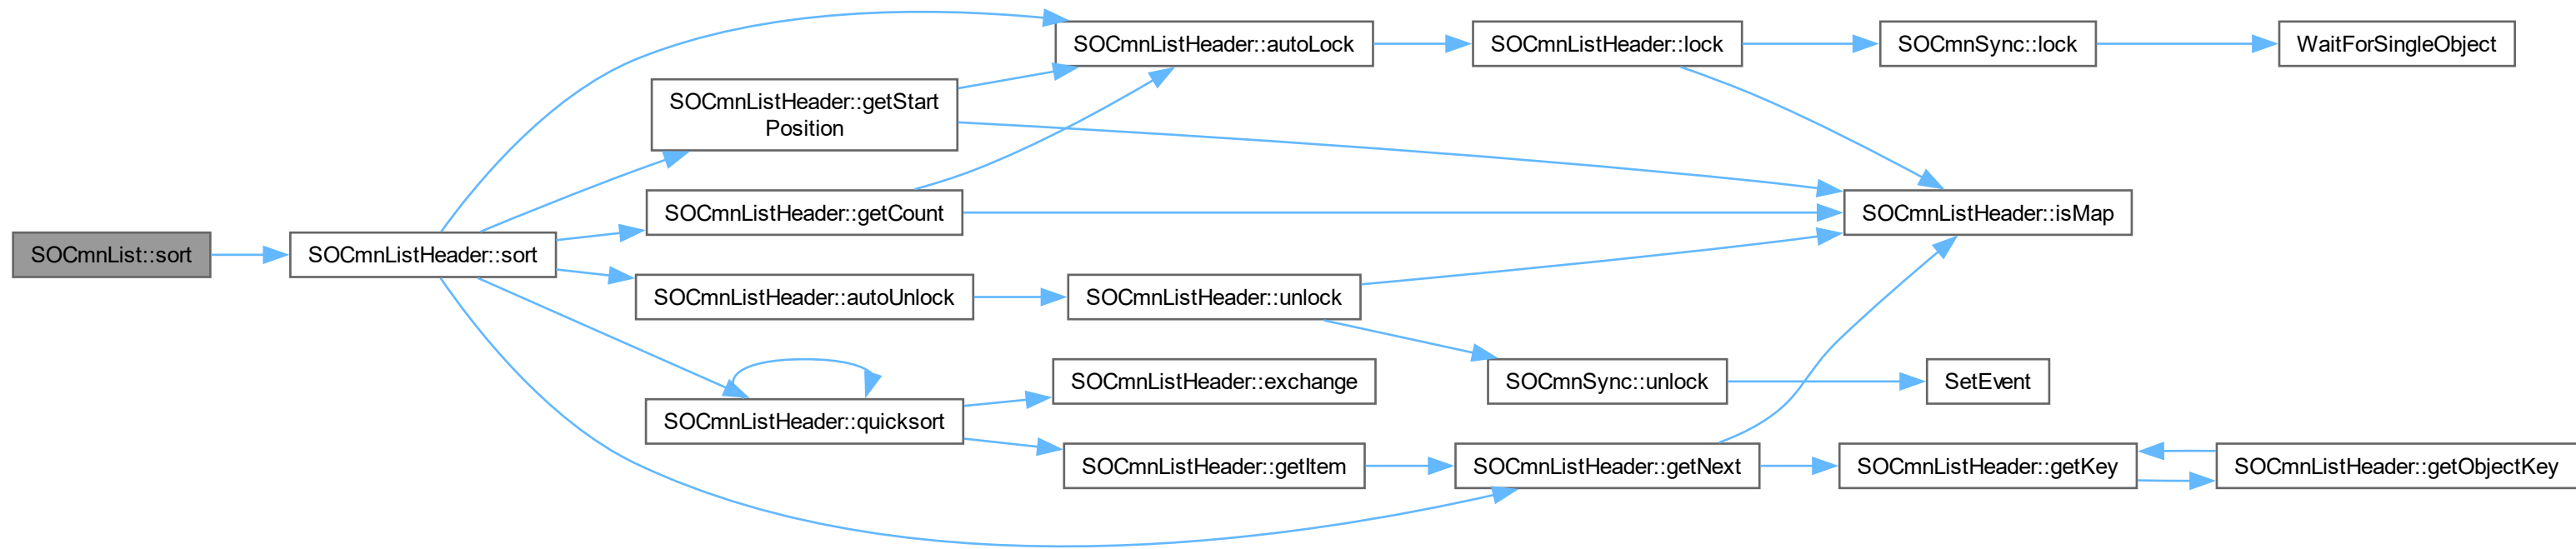 SOCmnList::sort
SOCmnListHeader::sort
SOCmnListHeader::autoLock
SOCmnListHeader::lock
SOCmnSync::lock
WaitForSingleObject
SOCmnListHeader::getStart
Position
SOCmnListHeader::getCount
SOCmnListHeader::isMap
SOCmnListHeader::autoUnlock
SOCmnListHeader::unlock
SOCmnSync::unlock
SetEvent
SOCmnListHeader::quicksort
SOCmnListHeader::exchange
SOCmnListHeader::getItem
SOCmnListHeader::getNext
SOCmnListHeader::getKey
SOCmnListHeader::getObjectKey